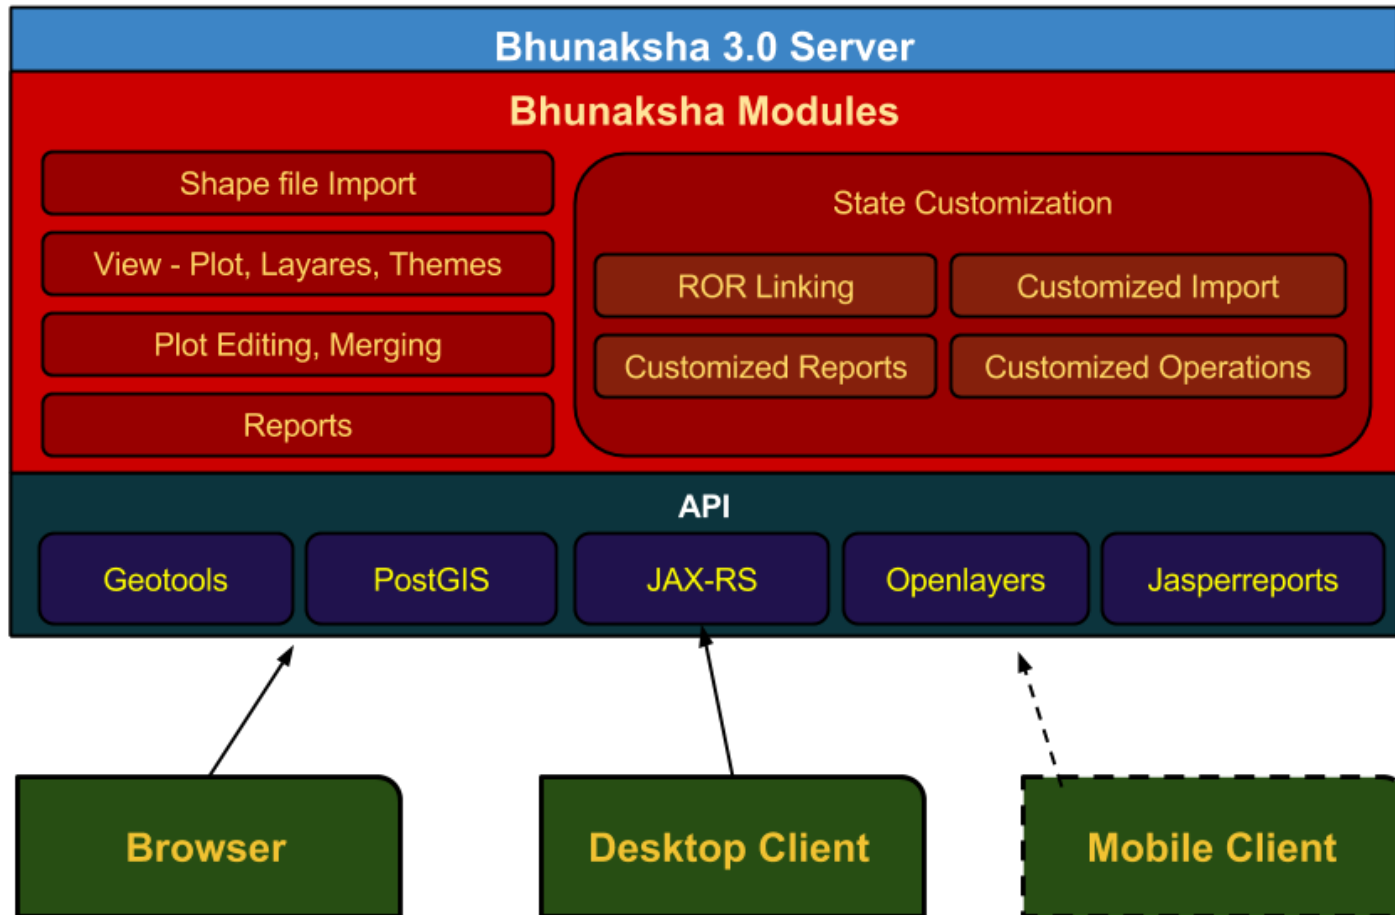 Bhunaksha 3.0 Server
Bhunaksha Modules
Shape file Import
View - Plot, Layares, Themes
Plot Editing, Merging
Reports
State Customization
ROR Linking
Customized Import
Customized Reports
Customized Operations
API
Geotools
PostGIS
JAX-RS
Openlayers
Jasperreports
Browser
Desktop Client
Mobile Client